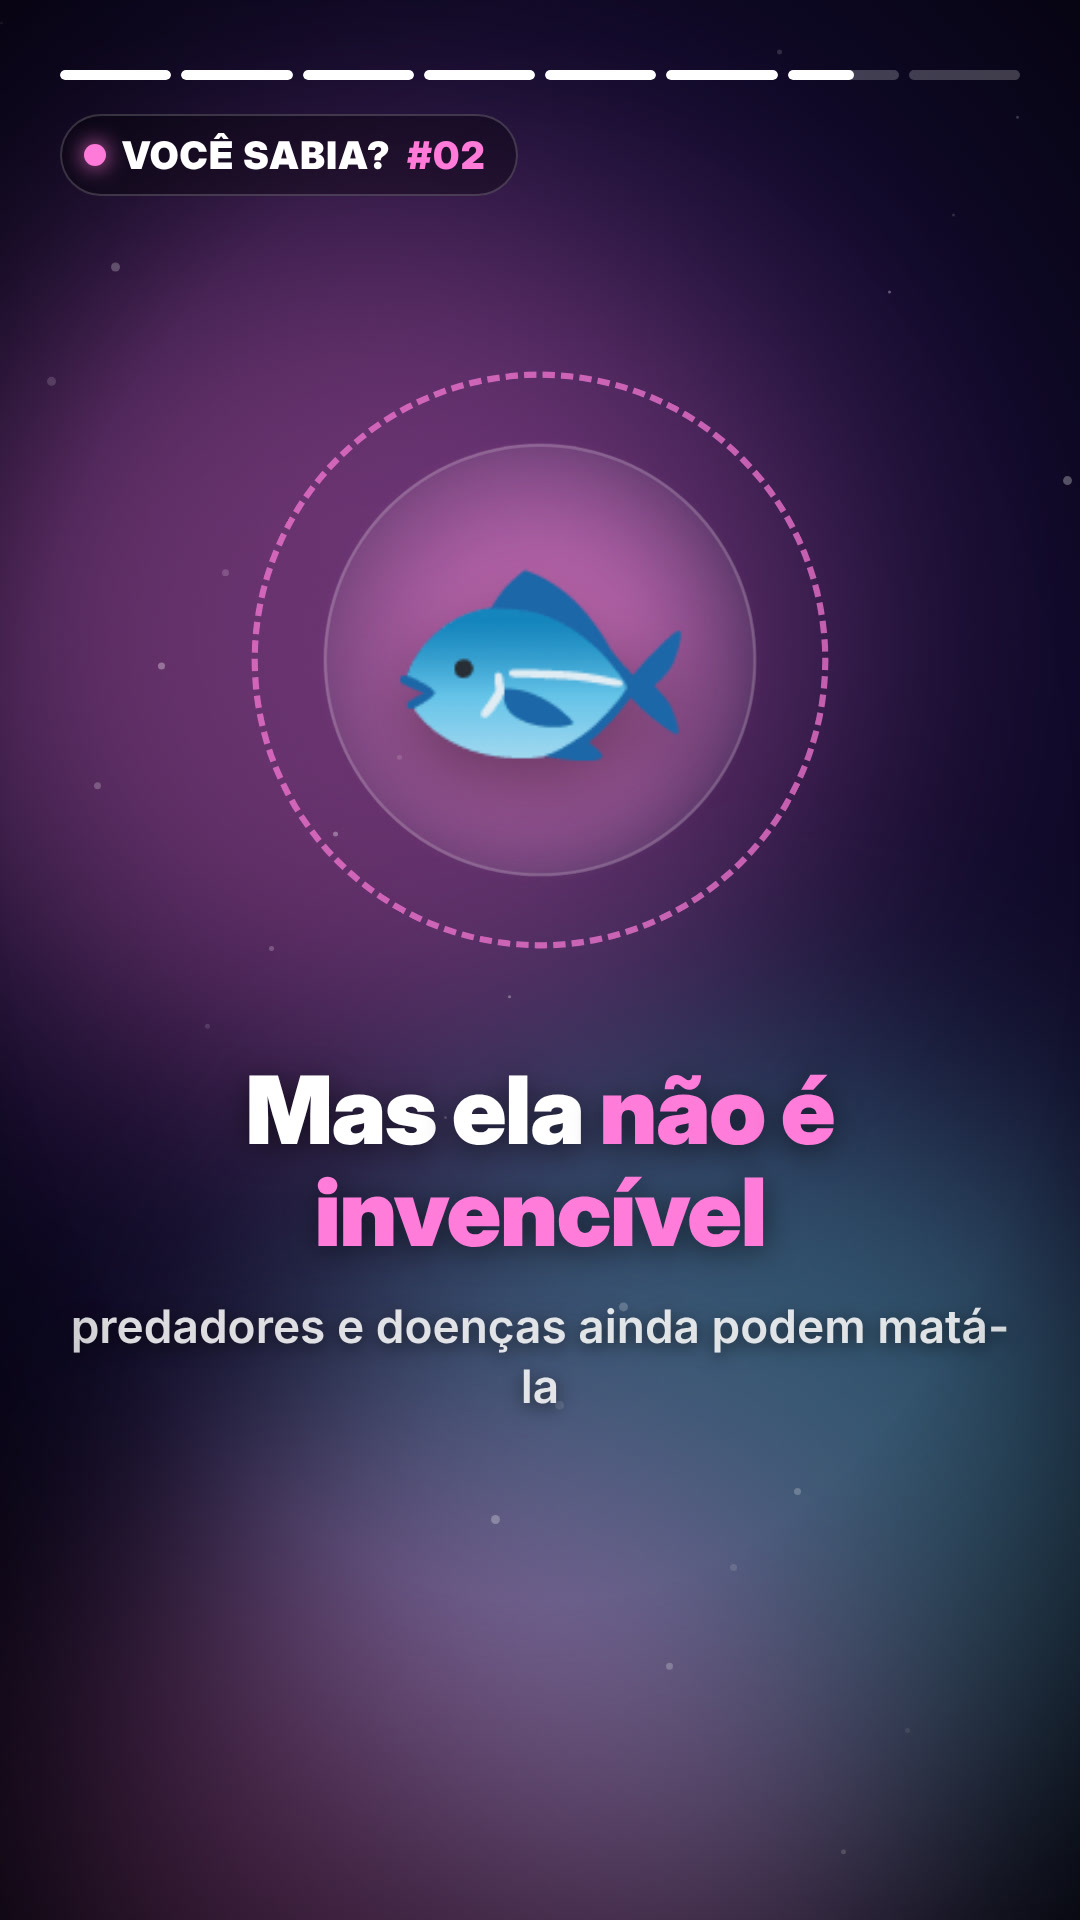 VOCÊ SABIA? #02
Mas ela não é
invencível
predadores e doenças ainda podem matá-
la